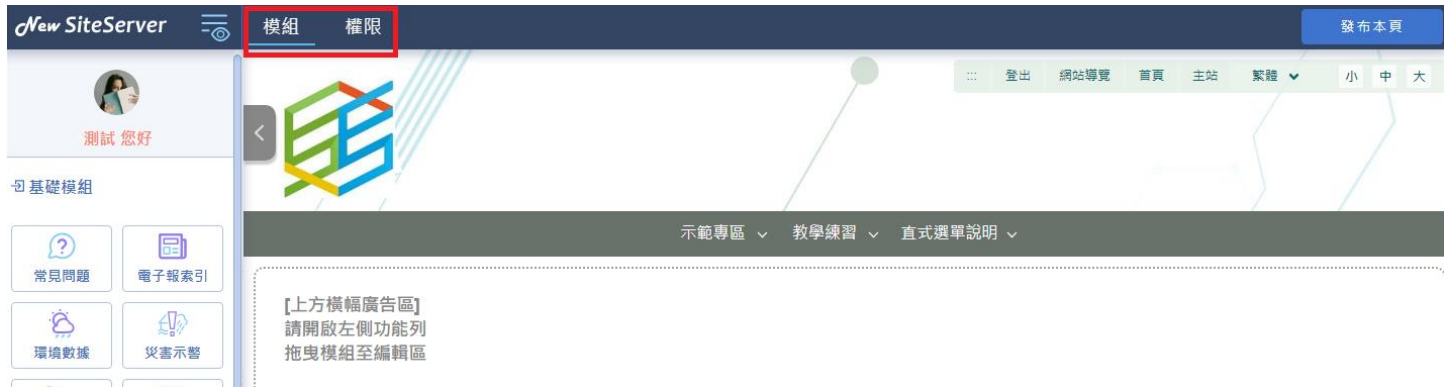 New SiteServer
模組 權限
發布本頁
測試 您好
::: 登出 網站導覽 首頁 主站 繁體 小 中 大
基礎模組
常見問題 電子報索引
環境數據 災害示警
示範專區 教學練習 直式選單說明
[上方橫幅廣告區]
請開啟左側功能列
拖曳模組至編輯區